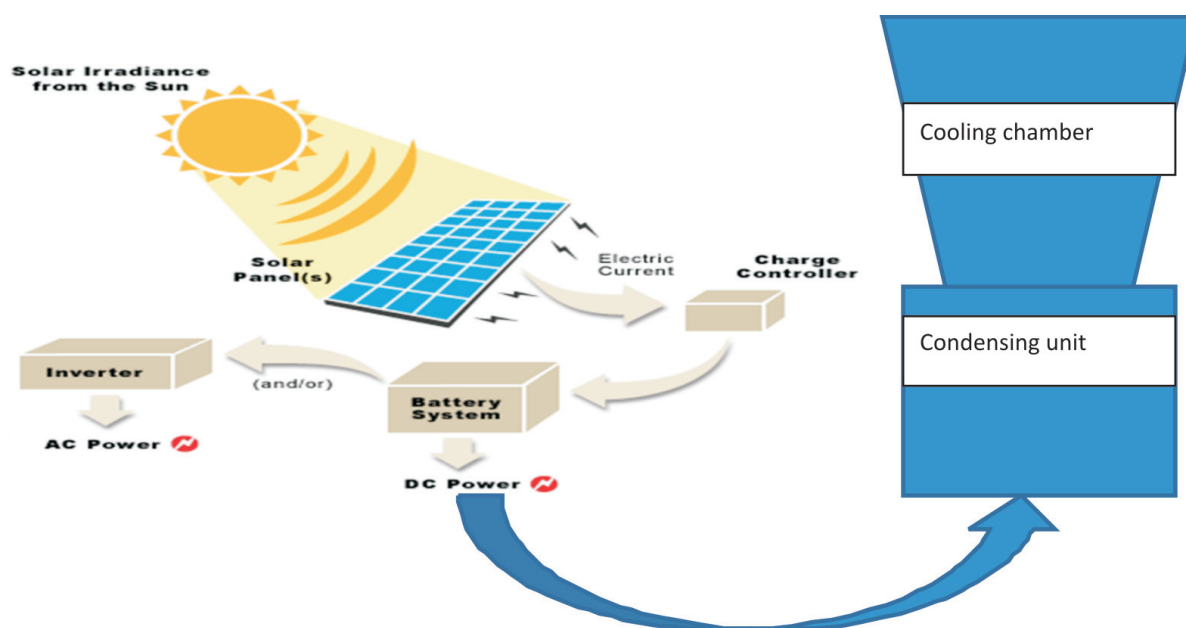 Solar Irradiance
from the Sun
Cooling chamber
Solar
Panel(s)
Electric
Current
Charge
Controller
Condensing unit
Inverter
(and/or)
Battery
System
AC Power
DC Power